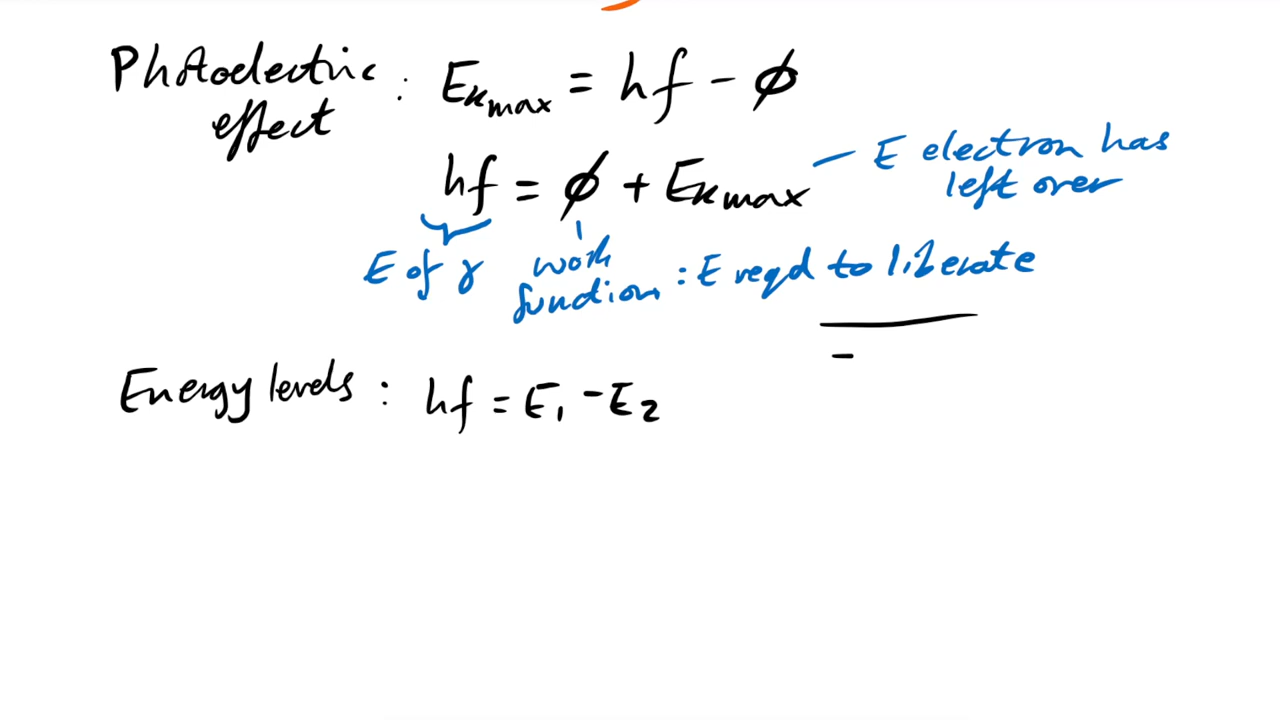 Photoelectric effect : Eₖmax = hf - ϕ
hf = ϕ + Eₖmax — E electron has left over
E of γ work function : E reqd to liberate
Energy levels : hf = E₁ - E₂